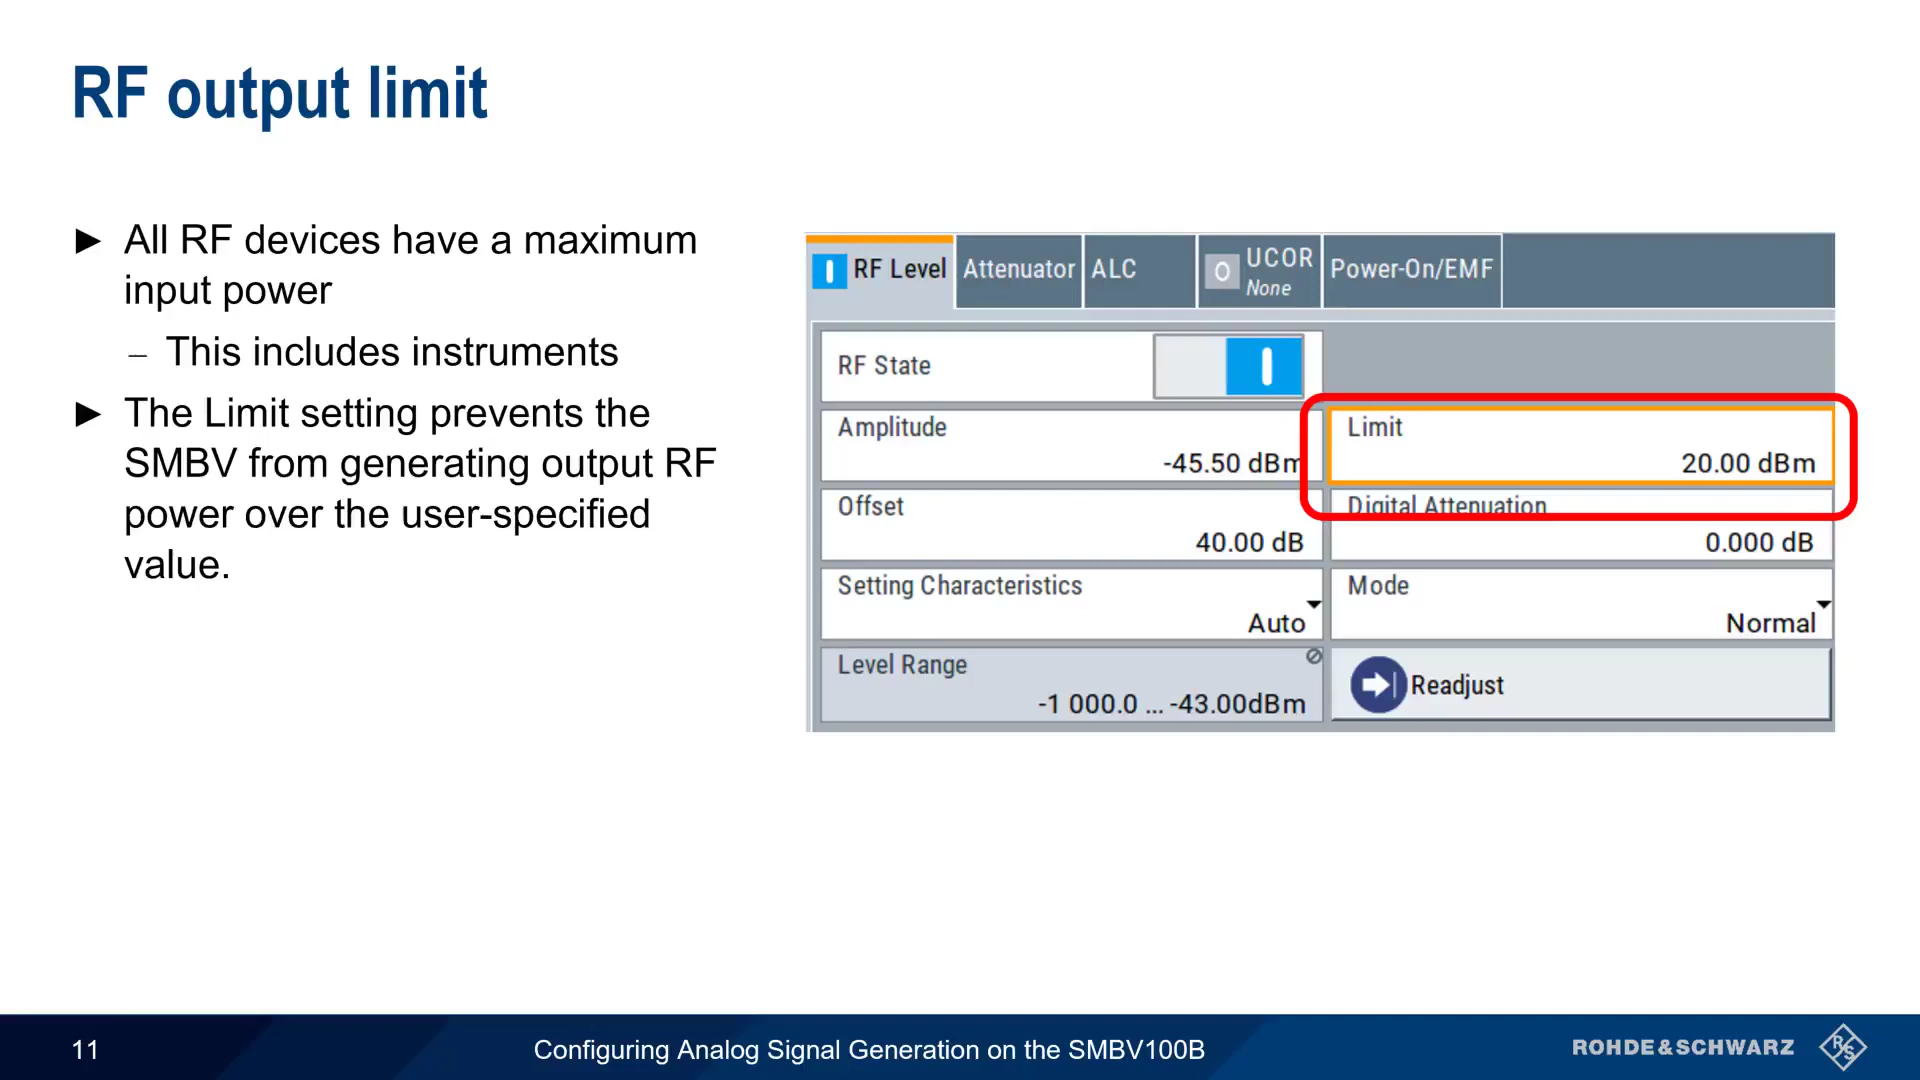 RF output limit
► All RF devices have a maximum
input power
– This includes instruments
► The Limit setting prevents the
SMBV from generating output RF
power over the user-specified
value.
RF Level
Attenuator
ALC
UCOR
None
Power-On/EMF
RF State
Amplitude
-45.50 dBm
Limit
20.00 dBm
Offset
40.00 dB
Digital Attenuation
0.000 dB
Setting Characteristics
Auto
Mode
Normal
Level Range
-1 000.0 ... -43.00dBm
Readjust
11
Configuring Analog Signal Generation on the SMBV100B
ROHDE&SCHWARZ
R&S